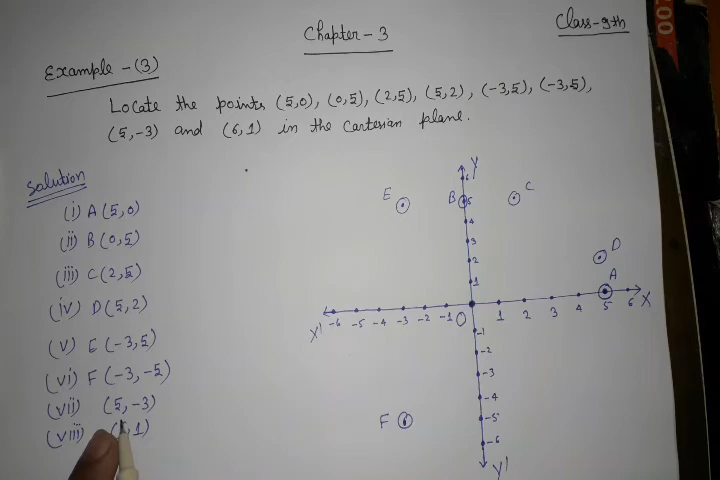 Chapter - 3
Class - 9th
Example - (3)
Locate the points (5,0), (0,5), (2,5), (5,2), (-3,5), (-3,5),
(5,-3) and (6,1) in the Cartesian plane.
Solution
(i) A (5,0)
(ii) B (0,5)
(iii) C (2,5)
(iv) D (5,2)
(v) E (-3,5)
(vi) F (-3,-5)
(vii) (5,-3)
(viii) ,1)
Y
6
E B 5 C
4
3
2
1
D
A
X' -6 -5 -4 -3 -2 -1 O 1 2 3 4 5 6 X
-1
-2
-3
-4
F -5
-6
Y'